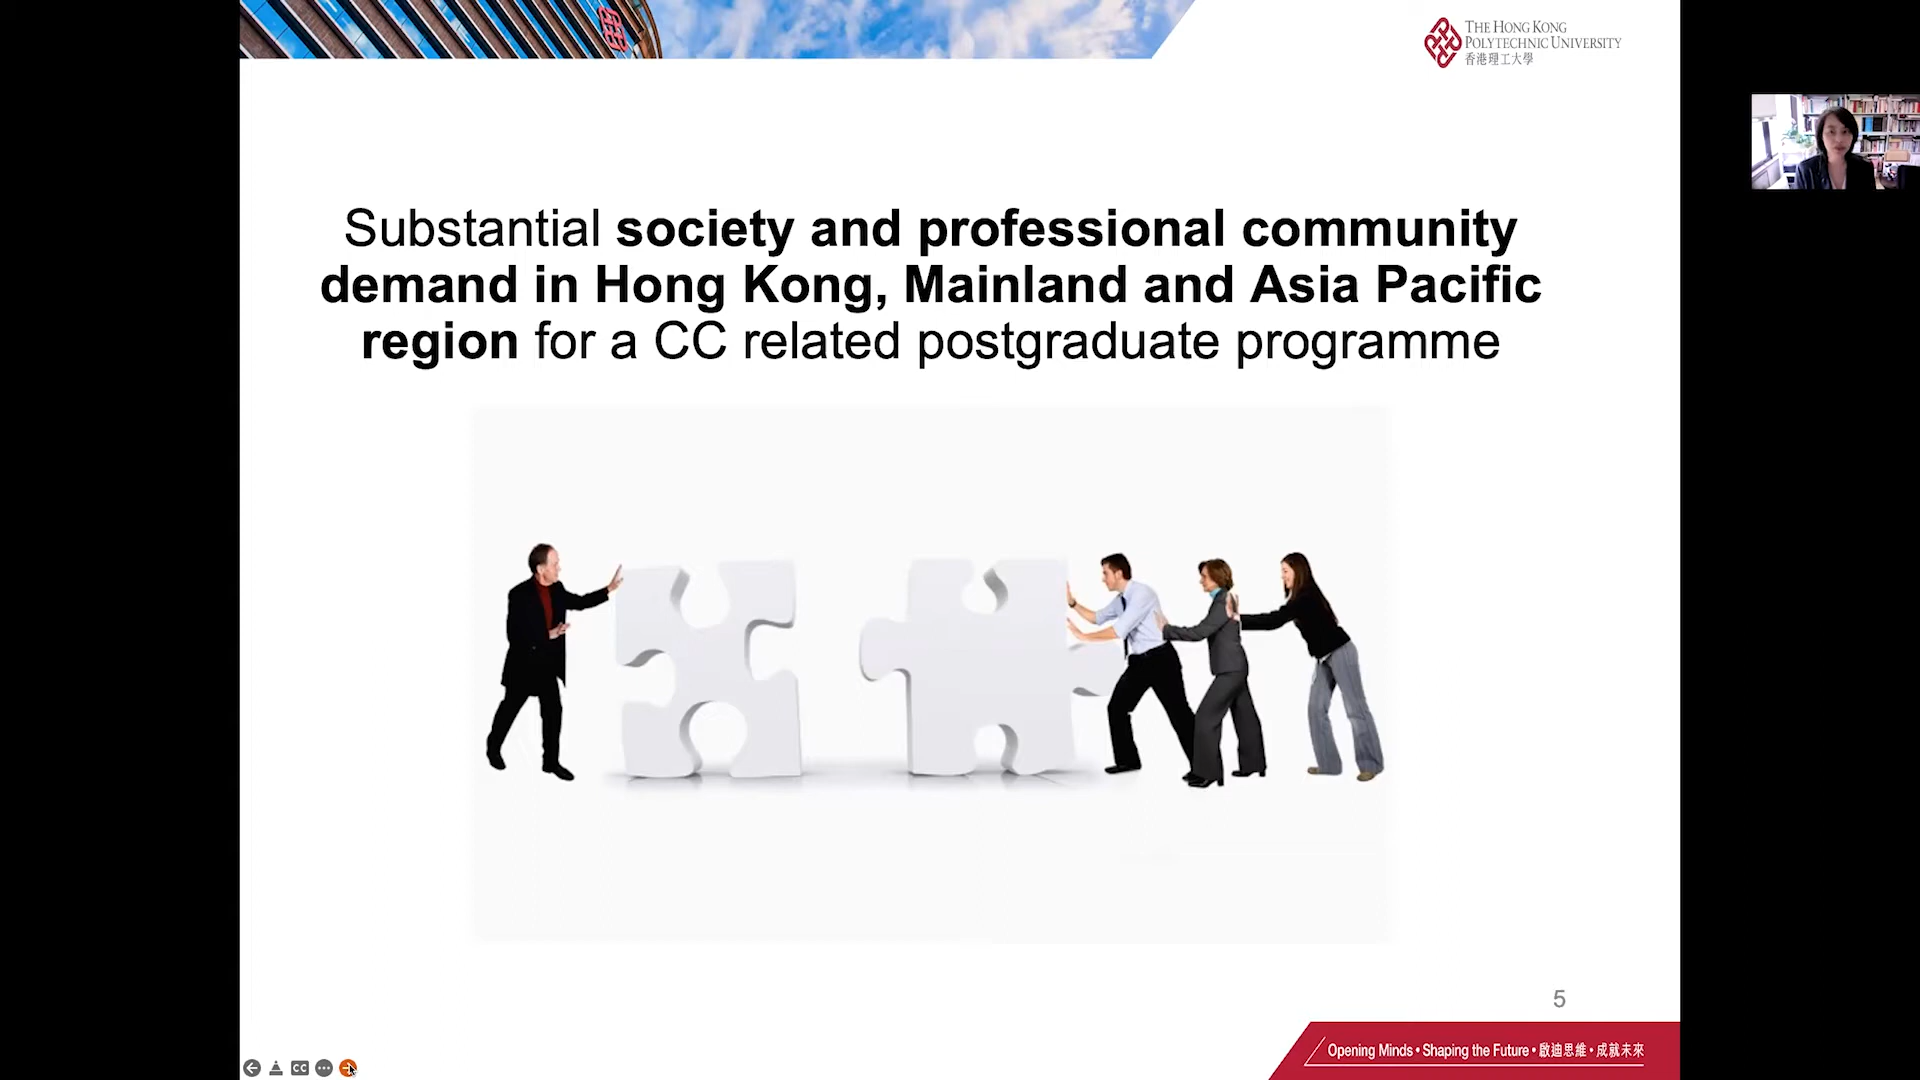 THE HONG KONG
POLYTECHNIC UNIVERSITY
香港理工大學
Substantial society and professional community
demand in Hong Kong, Mainland and Asia Pacific
region for a CC related postgraduate programme
5
Opening Minds • Shaping the Future • 啟迪思維 • 成就未來
CC